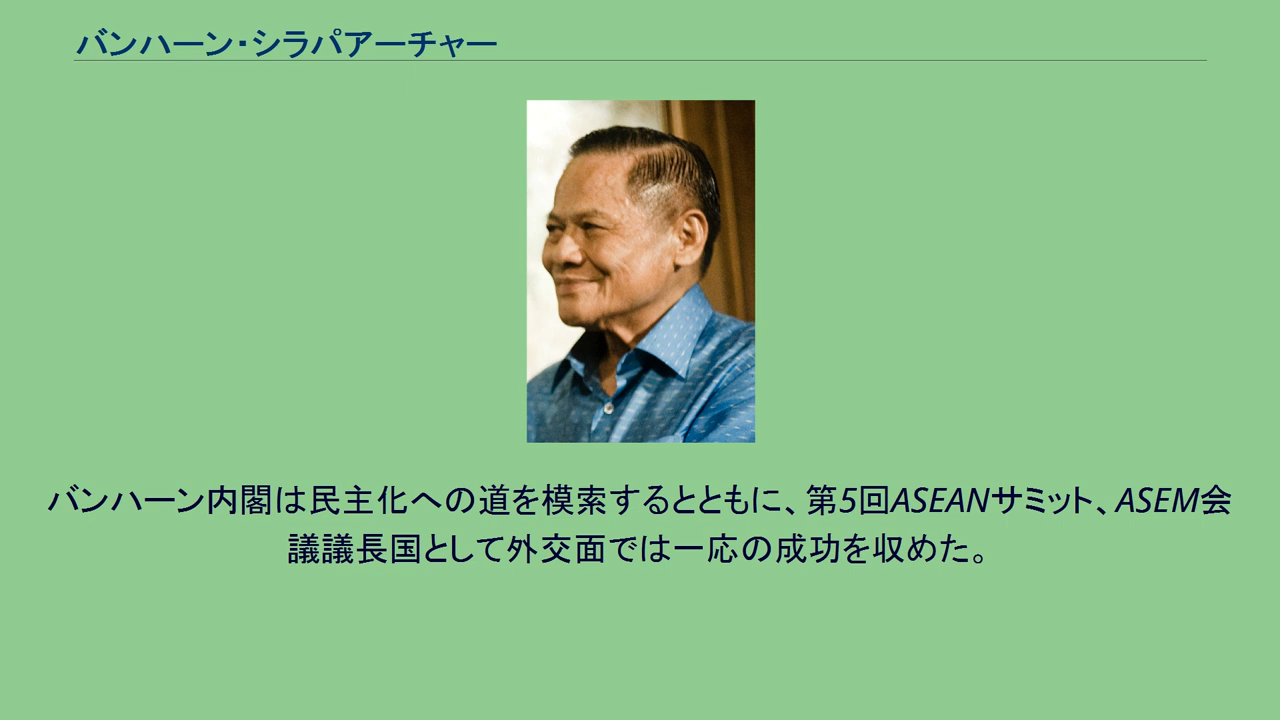 バンハーン・シラパアーチャー
バンハーン内閣は民主化への道を模索するとともに、第5回ASEANサミット、ASEM会
議議長国として外交面では一応の成功を収めた。